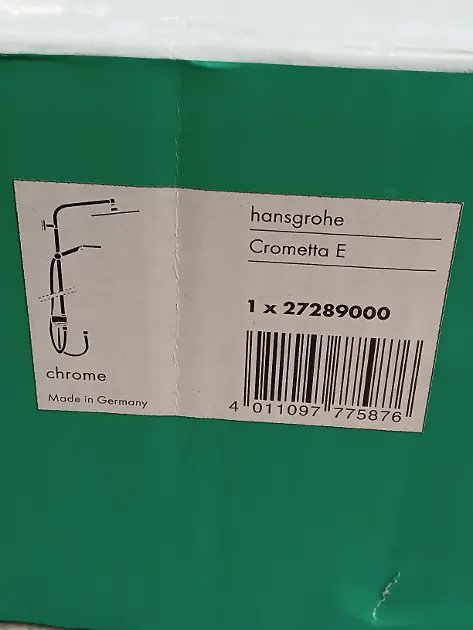 hansgrohe
Crometta E
1 x 27289000
chrome
Made in Germany
4 011097 775876